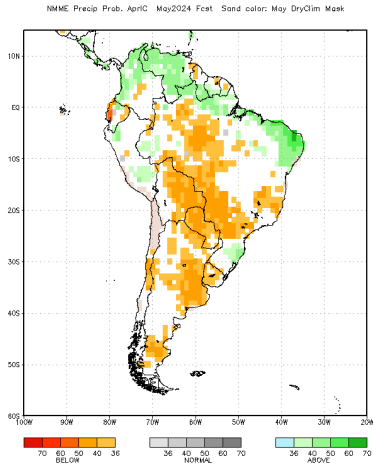 NMME Precip Prob. AprIC May2024 Fcst Sand color: May DryClim Mask
10N
EQ
10S
20S
30S
40S
50S
60S
100W 90W 80W 70W 60W 50W 40W 30W 20W
70 60 50 40 36 36 40 50 60 70 36 40 50 60 70
BELOW NORMAL ABOVE